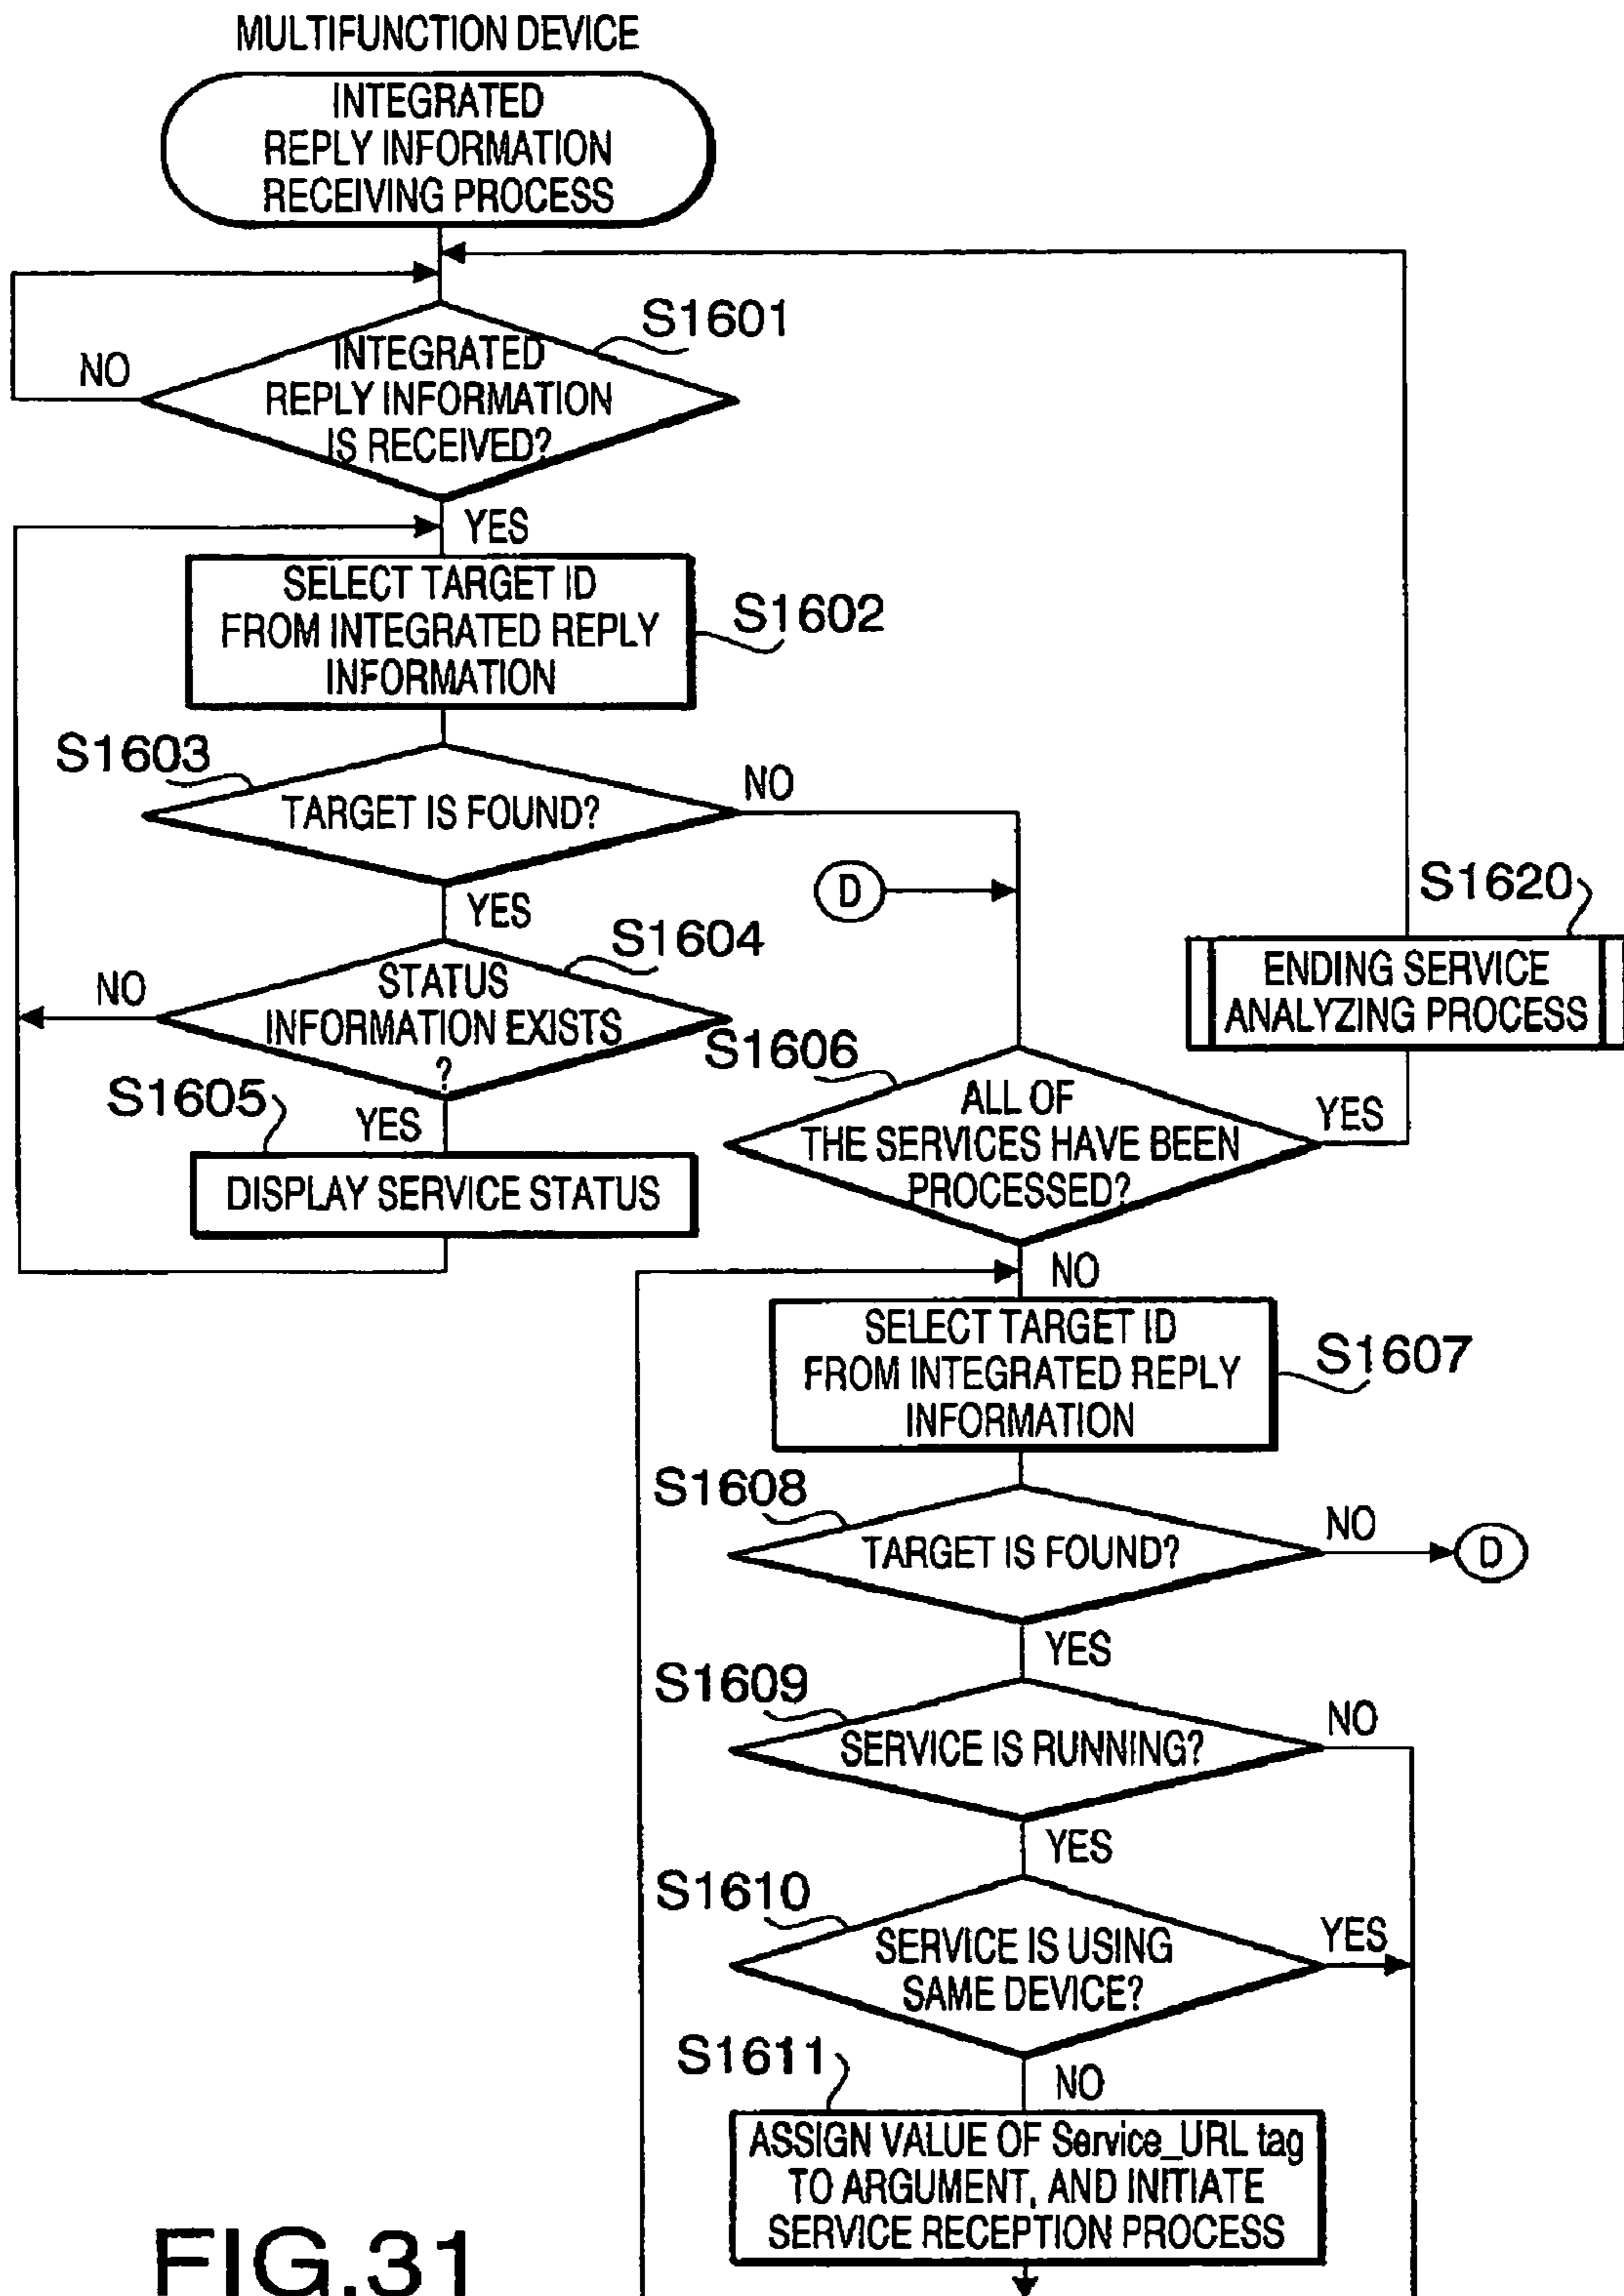 MULTIFUNCTION DEVICE
INTEGRATED
REPLY INFORMATION
RECEIVING PROCESS
S1601
NO
INTEGRATED
REPLY INFORMATION
IS RECEIVED?
YES
SELECT TARGET ID
FROM INTEGRATED REPLY
INFORMATION
S1602
S1603
TARGET IS FOUND?
NO
YES
D
S1620
ENDING SERVICE
ANALYZING PROCESS
S1604
NO
STATUS
INFORMATION EXISTS
?
S1606
S1605
YES
DISPLAY SERVICE STATUS
ALL OF
THE SERVICES HAVE BEEN
PROCESSED?
YES
NO
SELECT TARGET ID
FROM INTEGRATED REPLY
INFORMATION
S1607
S1608
TARGET IS FOUND?
NO
D
YES
S1609
SERVICE IS RUNNING?
NO
YES
S1610
SERVICE IS USING
SAME DEVICE?
YES
S1611
NO
ASSIGN VALUE OF Service_URL tag
TO ARGUMENT, AND INITIATE
SERVICE RECEPTION PROCESS
FIG.31